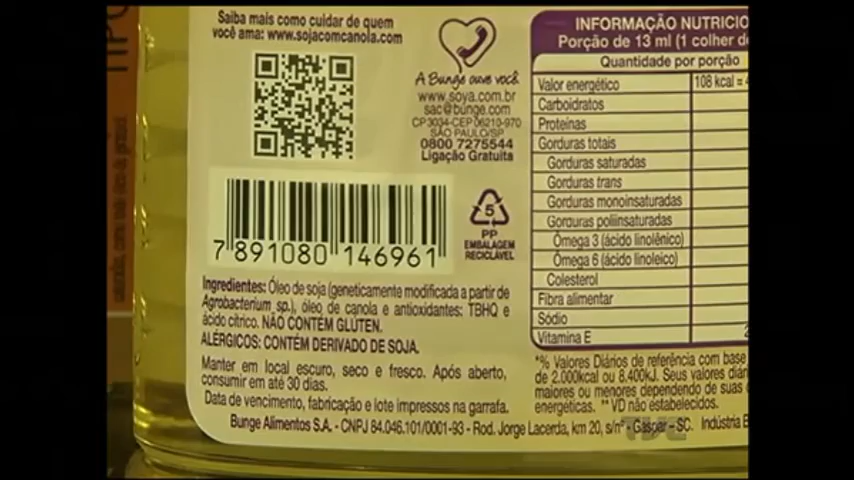 Saiba mais como cuidar de quem
você ama: www.sojacomcanola.com
A Bunge ouve você
www.soya.com.br
sac@bunge.com
CP 3034-CEP 06210-970
SÃO PAULO/SP
0800 7275544
Ligação Gratuita
7 891080 146961
5
PP
EMBALAGEM
RECICLÁVEL
Ingredientes: Óleo de soja (geneticamente modificada a partir de
Agrobacterium sp.), óleo de canola e antioxidantes: TBHQ e
ácido cítrico. NÃO CONTÉM GLÚTEN.
ALÉRGICOS: CONTÉM DERIVADO DE SOJA.
Manter em local escuro, seco e fresco. Após aberto,
consumir em até 30 dias.
Data de vencimento, fabricação e lote impressos na garrafa.
Bunge Alimentos S.A. - CNPJ 84.046.101/0001-93 - Rod. Jorge Lacerda, km 20, s/nº - Gaspar - SC. Indústria B
INFORMAÇÃO NUTRICIO
Porção de 13 ml (1 colher d
Quantidade por porção
Valor energético 108 kcal = 4
Carboidratos
Proteínas
Gorduras totais
Gorduras saturadas
Gorduras trans
Gorduras monoinsaturadas
Gorduras poliinsaturadas
Ômega 3 (ácido linolênico)
Ômega 6 (ácido linoleico)
Colesterol
Fibra alimentar
Sódio
Vitamina E 2
*% Valores Diários de referência com base
de 2.000kcal ou 8.400kJ. Seus valores diár
maiores ou menores dependendo de suas
energéticas. **VD não estabelecidos.